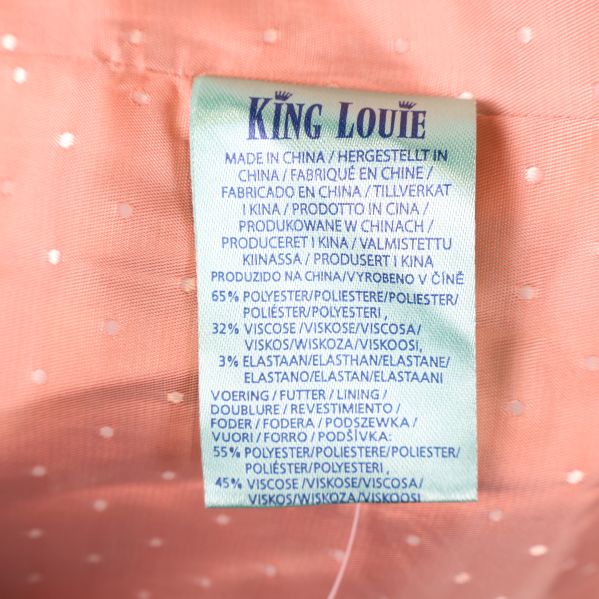 KING LOUIE
MADE IN CHINA / HERGESTELLT IN
CHINA / FABRIQUÉ EN CHINE /
FABRICADO EN CHINA / TILLVERKAT
I KINA / PRODOTTO IN CINA /
PRODUKOWANE W CHINACH /
PRODUCERET I KINA / VALMISTETTU
KIINASSA / PRODUSERT I KINA
PRODUZIDO NA CHINA/VYROBENO V ČÍNĚ
65% POLYESTER/POLIESTERE/POLIESTER/
POLIÉSTER/POLYESTERI ,
32% VISCOSE/VISKOSE/VISCOSA/
VISKOS/WISKOZA/VISKOOSI,
3% ELASTAAN/ELASTHAN/ELASTANE/
ELASTANO/ELASTAN/ELASTAANI
VOERING / FUTTER / LINING /
DOUBLURE / REVESTIMIENTO /
FODER / FODERA / PODSZEWKA /
VUORI / FORRO / PODŠÍVKA:
55% POLYESTER/POLIESTERE/POLIESTER/
POLIÉSTER/POLYESTERI ,
45% VISCOSE/VISKOSE/VISCOSA/
VISKOS/WISKOZA/VISKOOSI